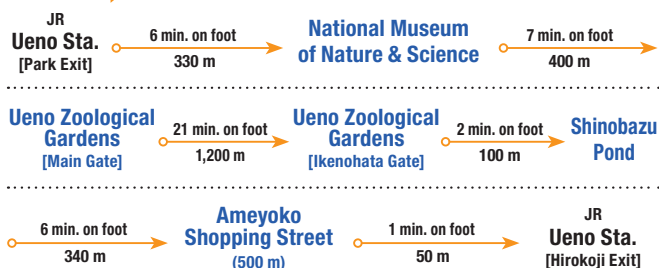 JR
Ueno Sta.
[Park Exit]
6 min. on foot
330 m
National Museum
of Nature & Science
7 min. on foot
400 m
Ueno Zoological
Gardens
[Main Gate]
21 min. on foot
1,200 m
Ueno Zoological
Gardens
[Ikenohata Gate]
2 min. on foot
100 m
Shinobazu
Pond
6 min. on foot
340 m
Ameyoko
Shopping Street
(500 m)
1 min. on foot
50 m
JR
Ueno Sta.
[Hirokoji Exit]